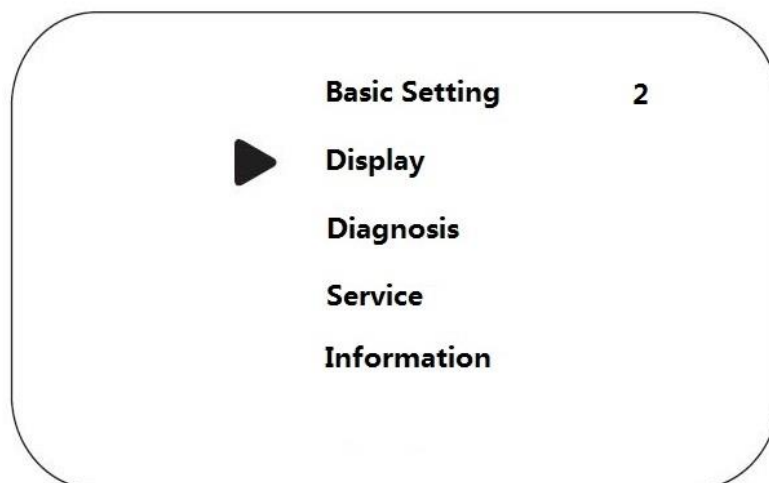 Basic Setting 2
Display
Diagnosis
Service
Information